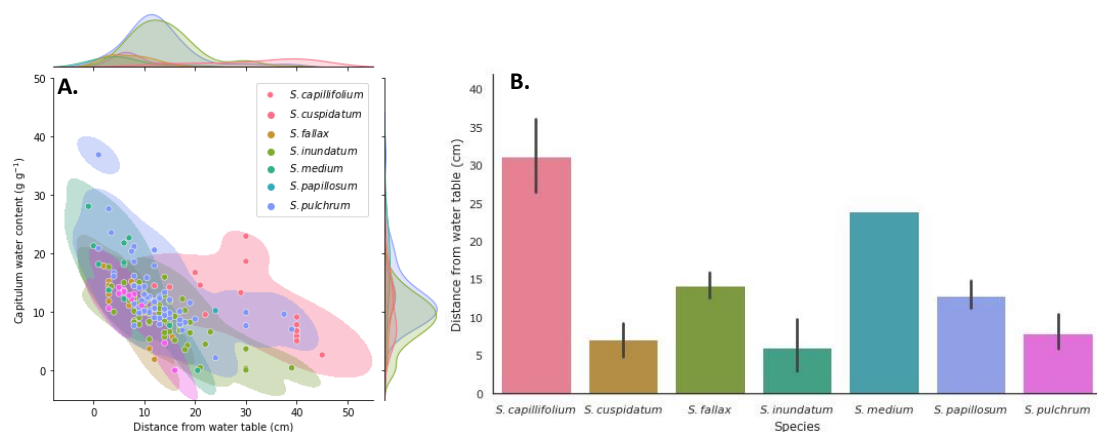 A.
S. capillifolium
S. cuspidatum
S. fallax
S. inundatum
S. medium
S. papillosum
S. pulchrum
50
40
30
20
10
0
Capitulum water content (g g⁻¹)
0 10 20 30 40 50
Distance from water table (cm)
B.
40
35
30
25
20
15
10
5
0
Distance from water table (cm)
S. capillifolium S. cuspidatum S. fallax S. inundatum S. medium S. papillosum S. pulchrum
Species